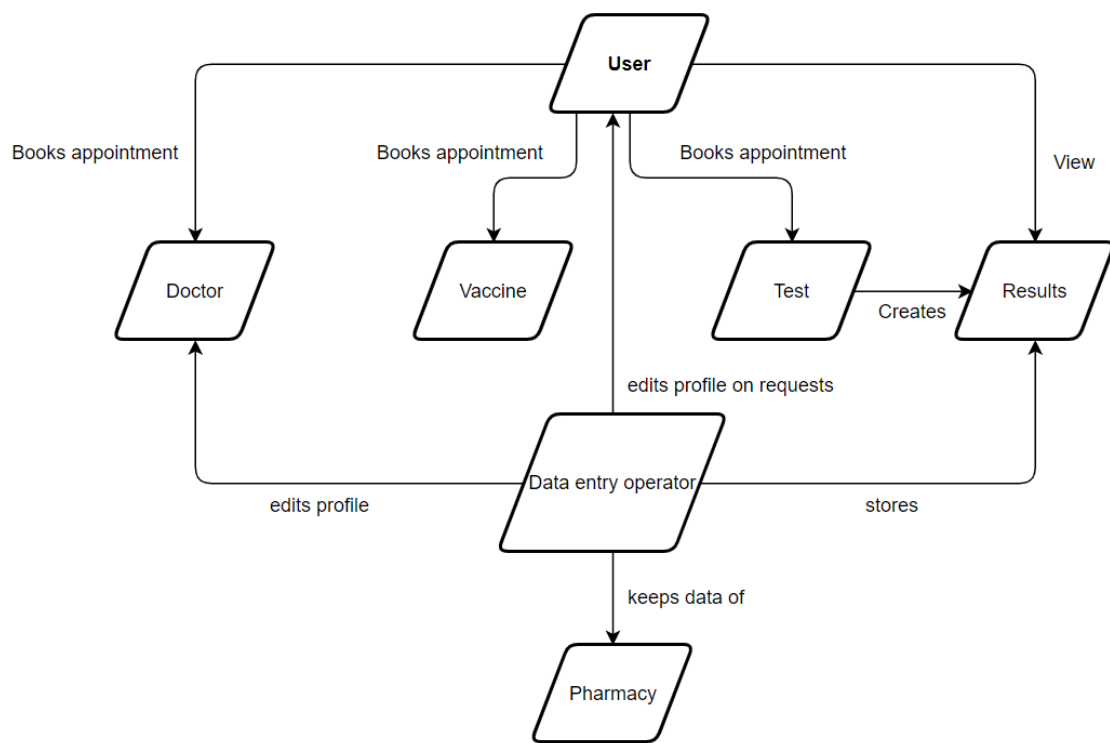 User
Books appointment
Books appointment
Books appointment
View
Doctor
Vaccine
Test
Results
Creates
edits profile on requests
Data entry operator
edits profile
stores
keeps data of
Pharmacy